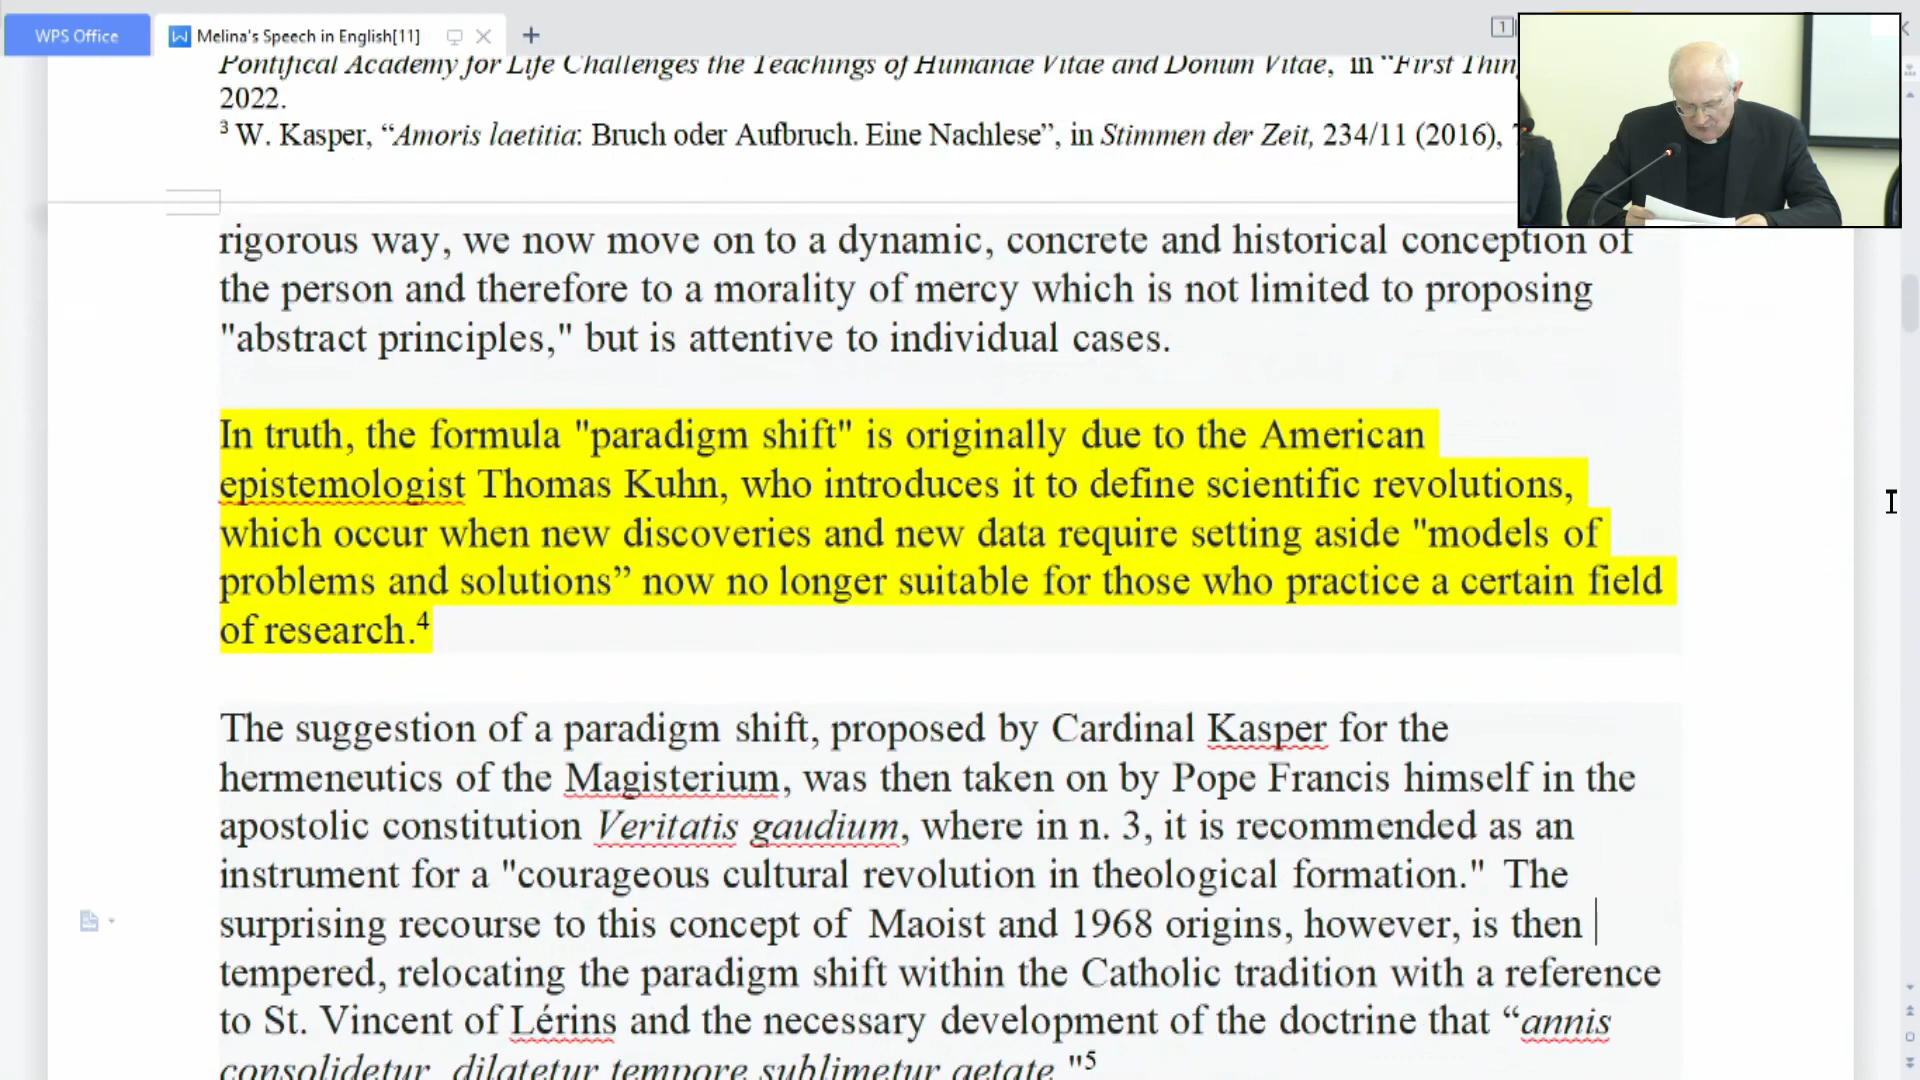 WPS Office
Melina's Speech in English[11]
1
Pontifical Academy for Life Challenges the Teachings of Humanae Vitae and Donum Vitae, in “First
2022.
3 W. Kasper, “Amoris laetitia: Bruch oder Aufbruch. Eine Nachlese”, in Stimmen der Zeit, 234/11 (2016),
rigorous way, we now move on to a dynamic, concrete and historical conception of
the person and therefore to a morality of mercy which is not limited to proposing
"abstract principles," but is attentive to individual cases.
In truth, the formula "paradigm shift" is originally due to the American
epistemologist Thomas Kuhn, who introduces it to define scientific revolutions,
which occur when new discoveries and new data require setting aside "models of
problems and solutions” now no longer suitable for those who practice a certain field
of research.4
The suggestion of a paradigm shift, proposed by Cardinal Kasper for the
hermeneutics of the Magisterium, was then taken on by Pope Francis himself in the
apostolic constitution Veritatis gaudium, where in n. 3, it is recommended as an
instrument for a "courageous cultural revolution in theological formation." The
surprising recourse to this concept of Maoist and 1968 origins, however, is then
tempered, relocating the paradigm shift within the Catholic tradition with a reference
to St. Vincent of Lérins and the necessary development of the doctrine that “annis
consolidetur, dilatetur tempore sublimetur aetate."5